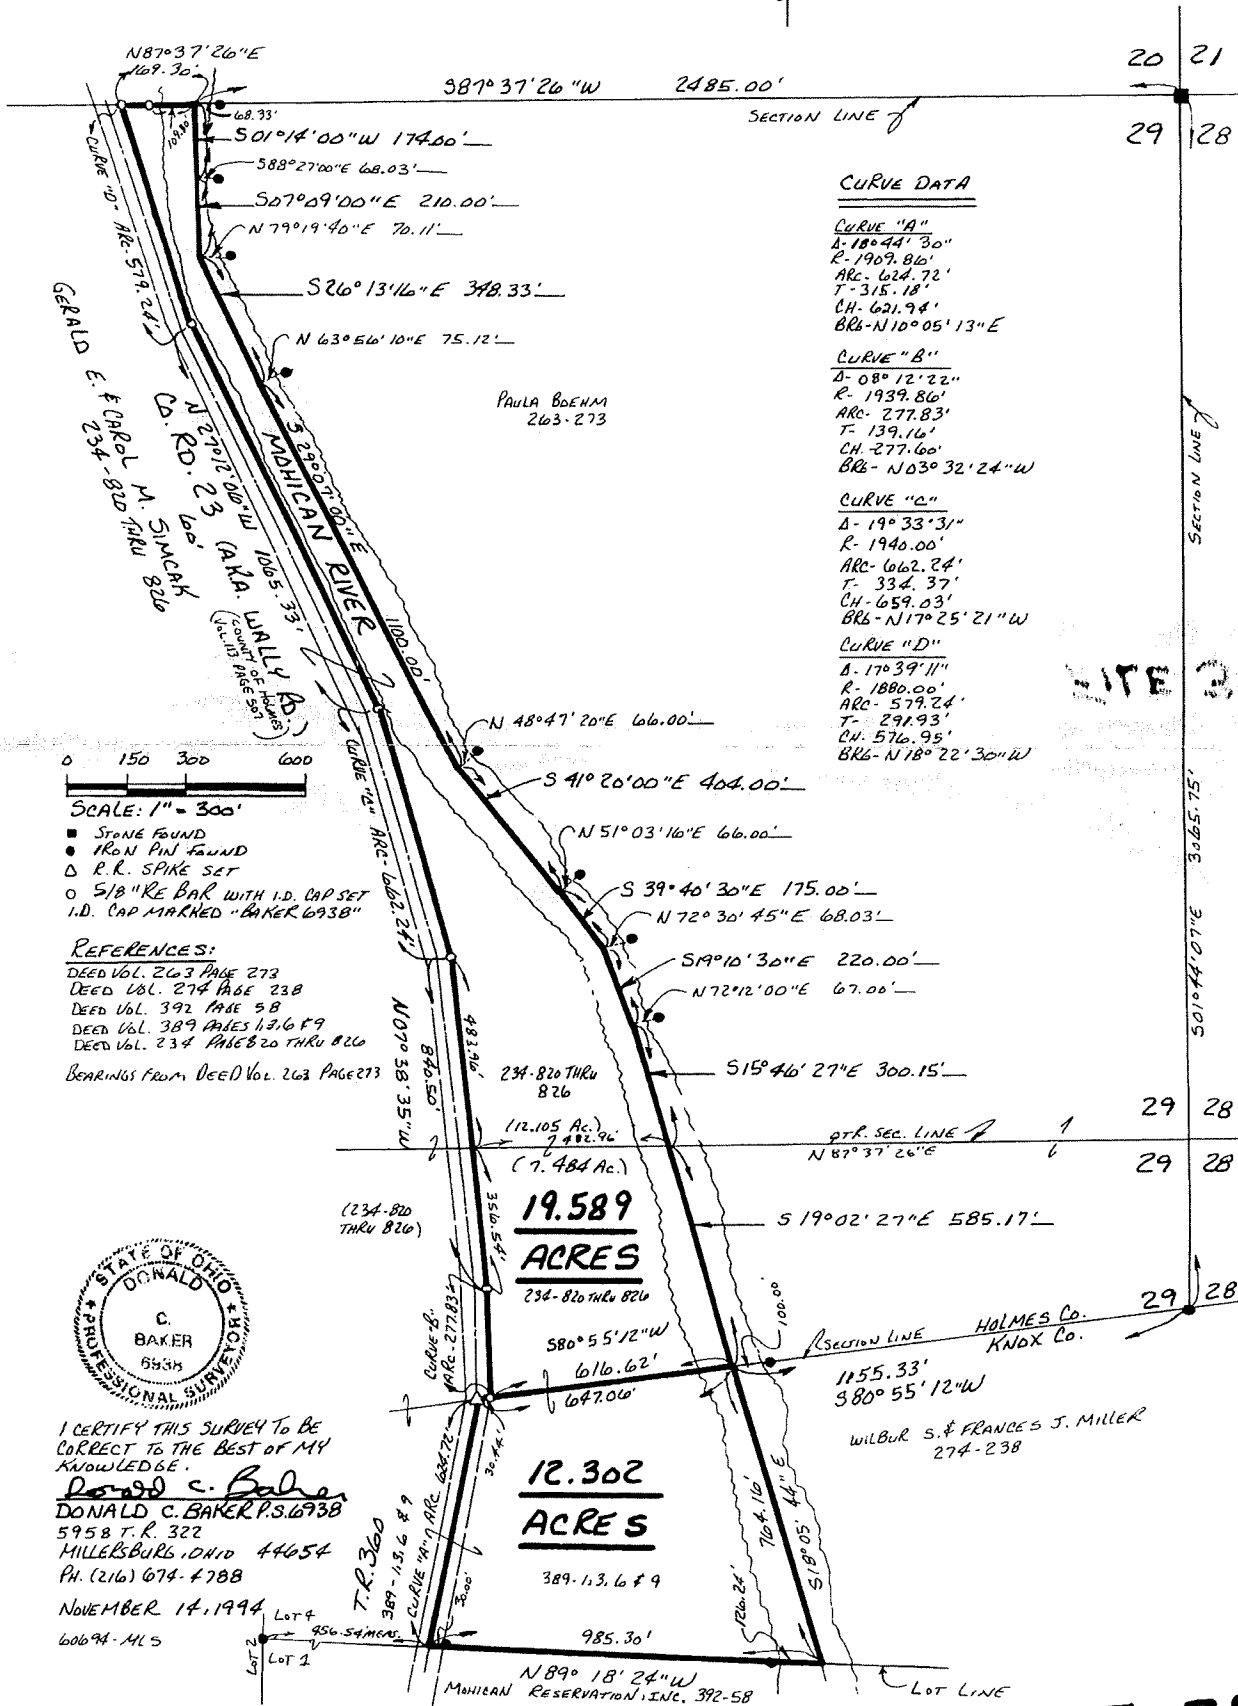 N87°37'26"E
169.30'
S87°37'26"W 2485.00'
SECTION LINE
20 21
29 28
68.33'
109.80'
S01°14'00"W 174.00'
S88°27'00"E 68.03'
S07°09'00"E 210.00'
N79°19'40"E 70.11'
S26°13'16"E 348.33'
N63°56'10"E 75.12'
CURVE "D" - ARC-579.24'
GERALD E. & CAROL M. SIMCAK
234-820 THRU 826
CO. RD. 23 (AKA. WALLY RD.)
60'
(COUNTY OF HOLMES
VOL.113 PAGE 507)
N27°12'06"W 1065.33'
MOHICAN RIVER
S29°07'00"E
1100.00'
PAULA BOEHM
263-273
CURVE DATA
CURVE "A"
Δ-18°44'30"
R-1909.86'
ARC-624.72'
T-315.18'
CH-621.94'
BRG-N10°05'13"E
CURVE "B"
Δ-08°12'22"
R-1939.86'
ARC-277.83'
T-139.16'
CH-277.60'
BRG-N03°32'24"W
CURVE "C"
Δ-19°33'31"
R-1940.00'
ARC-662.24'
T-334.37'
CH-659.03'
BRG-N17°25'21"W
CURVE "D"
Δ-17°39'11"
R-1880.00'
ARC-579.24'
T-291.93'
CH-576.95'
BRG-N18°22'30"W
SECTION LINE
S01°44'07"E 3065.75'
N48°47'20"E 66.00'
S41°20'00"E 404.00'
N51°03'16"E 66.00'
S39°40'30"E 175.00'
N72°30'45"E 68.03'
S19°10'30"E 220.00'
N72°12'00"E 67.00'
S15°46'27"E 300.15'
0 150 300 600
SCALE: 1" = 300'
STONE FOUND
IRON PIN FOUND
R.R. SPIKE SET
5/8" REBAR WITH I.D. CAP SET
I.D. CAP MARKED "BAKER 6938"
REFERENCES:
DEED VOL. 263 PAGE 273
DEED VOL. 274 PAGE 238
DEED VOL. 392 PAGE 58
DEED VOL. 389 PAGES 1,3,6 & 9
DEED VOL. 234 PAGE 820 THRU 826
BEARINGS FROM DEED VOL. 263 PAGE 273
CURVE "C" ARC-662.24'
N07°38'35"W
840.50'
483.96'
234-820 THRU
826
(12.105 AC.)
482.96'
(7.484 AC.)
QTR. SEC. LINE
N87°37'26"E
29 28
29 28
356.54'
19.589
ACRES
234-820 THRU 826
(234-820
THRU 826)
S19°02'27"E 585.17'
CURVE "B"
ARC-277.83'
S80°55'12"W
616.62'
647.06'
100.00'
SECTION LINE
HOLMES CO.
KNOX CO.
29 28
1155.33'
S80°55'12"W
WILBUR S. & FRANCES J. MILLER
274-238
STATE OF OHIO
DONALD
C.
BAKER
6938
PROFESSIONAL SURVEYOR
I CERTIFY THIS SURVEY TO BE
CORRECT TO THE BEST OF MY
KNOWLEDGE.
Donald C. Baker
DONALD C. BAKER P.S. 6938
5958 T.R. 322
MILLERSBURG, OHIO 44654
PH. (216) 674-4788
NOVEMBER 14, 1994
60694-MLS
30.44'
12.302
ACRES
389-1,3,6 & 9
T.R. 360
389-1,3,6 & 9
CURVE "A" ARC 624.72'
30.00'
764.16'
S18°05'44"E
126.24'
LOT 4
LOT 2
LOT 1
956.54' MEAS.
985.30'
N89°18'24"W
MOHICAN RESERVATION, INC. 392-58
LOT LINE